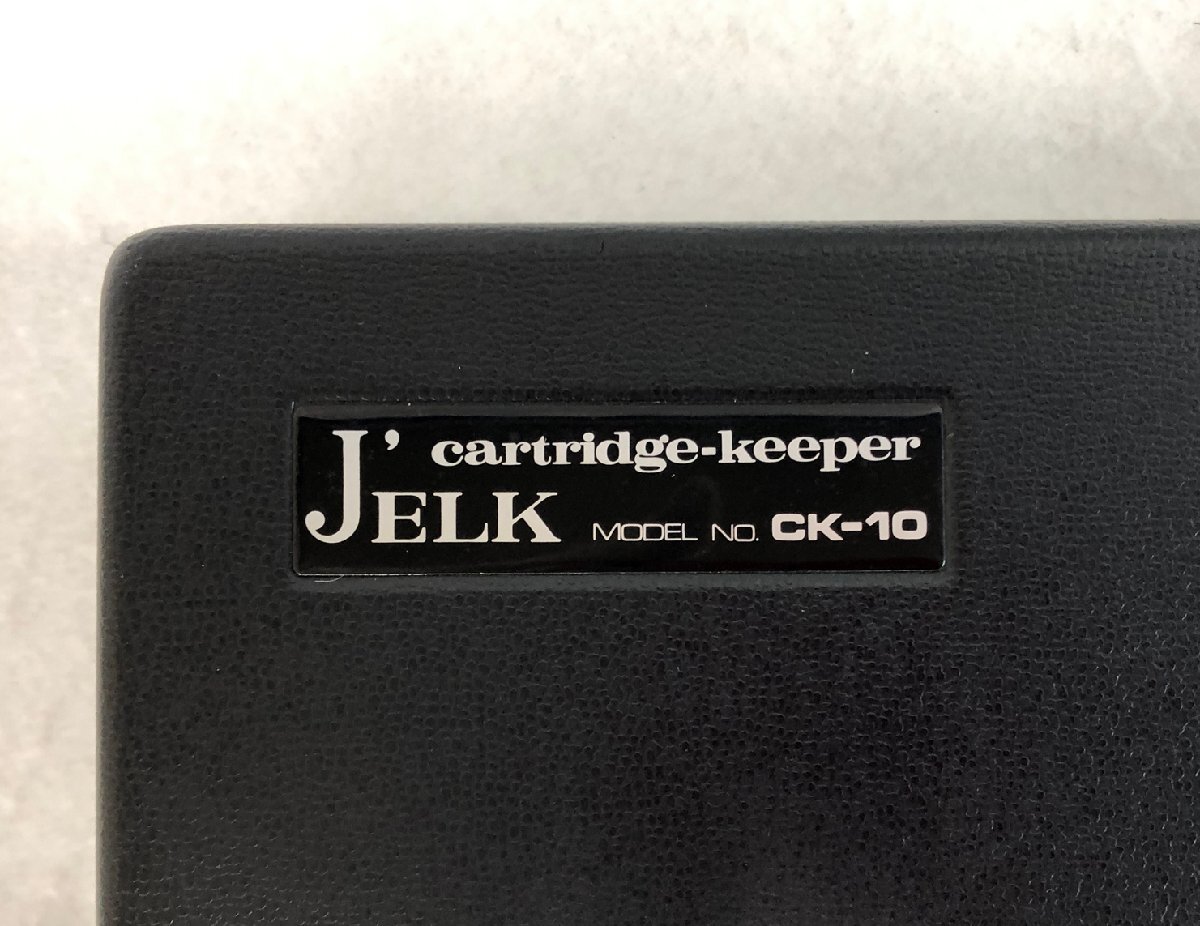 J'ELK cartridge-keeper
MODEL NO. CK-10